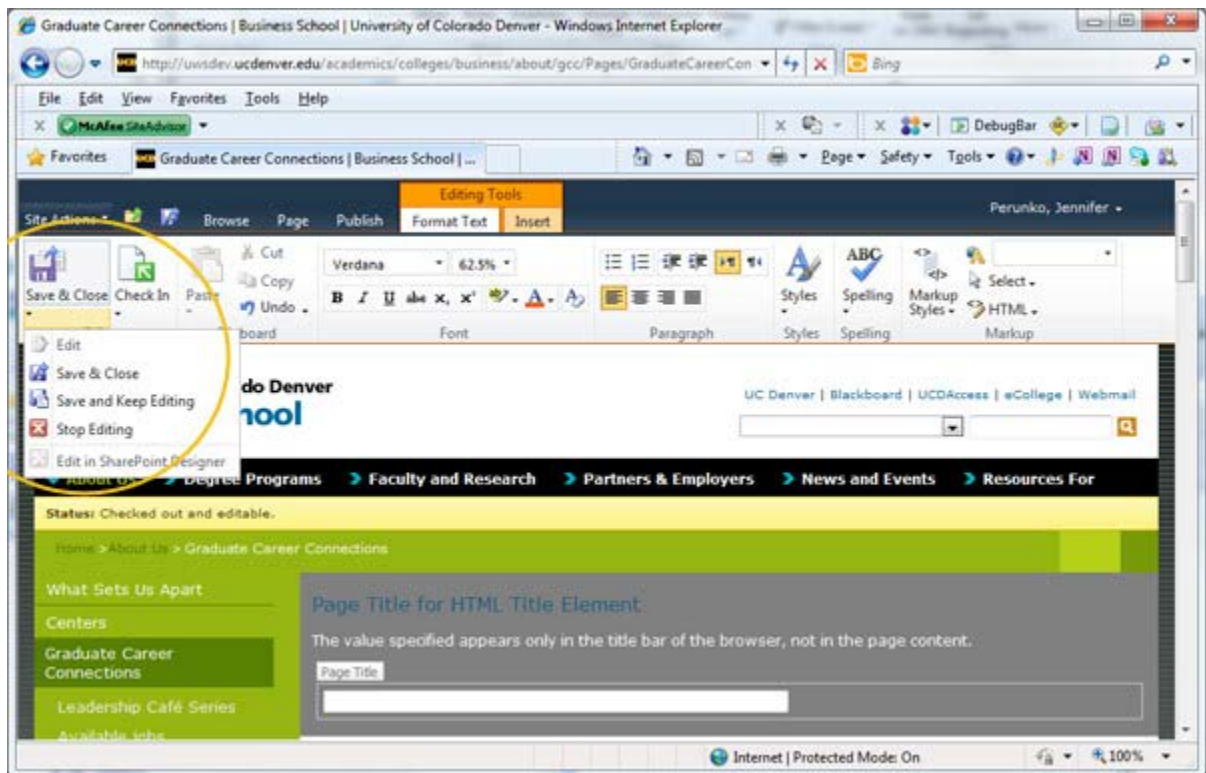 Graduate Career Connections | Business School | University of Colorado Denver - Windows Internet Explorer
http://uwsdev.ucdenver.edu/academics/colleges/business/about/gcc/Pages/GraduateCareerCon
Bing
File Edit View Favorites Tools Help
X McAfee SiteAdvisor
DebugBar
Favorites Graduate Career Connections | Business School | ...
Page Safety Tools
Editing Tools
Site Actions Browse Page Publish Format Text Insert
Perunko, Jennifer
Save & Close Check In Paste Cut
Copy
Undo
Verdana 62.5%
B I U abc
ABC
Styles Spelling Markup Styles
Select
HTML
board Font Paragraph Styles Spelling Markup
Edit
Save & Close
Save and Keep Editing
Stop Editing
Edit in SharePoint Designer
do Denver
UC Denver | Blackboard | UCDAccess | eCollege | Webmail
About Us Degree Programs Faculty and Research Partners & Employers News and Events Resources For
Status: Checked out and editable.
Home > About Us > Graduate Career Connections
What Sets Us Apart
Centers
Graduate Career
Connections
Leadership Café Series
Available jobs
Page Title for HTML Title Element
The value specified appears only in the title bar of the browser, not in the page content.
Page Title
Internet | Protected Mode: On
100%